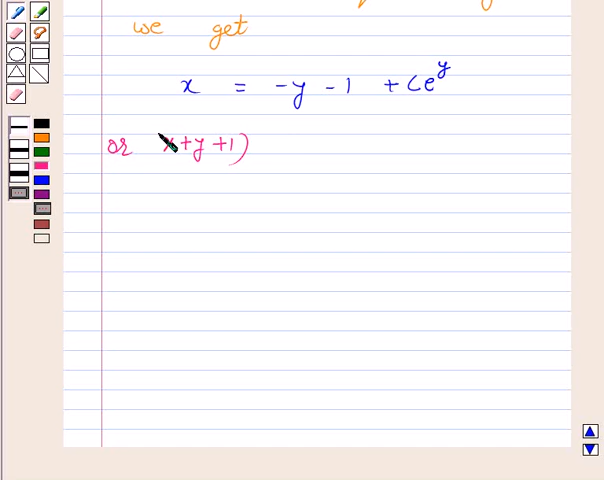 we get
x = -y - 1 + Ce^y
or x+y+1)